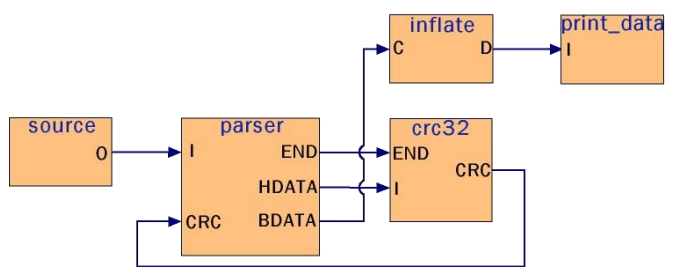 inflate
print_data
C
D
I
source
parser
crc32
O
I
END
END
CRC
HDATA
I
CRC
BDATA